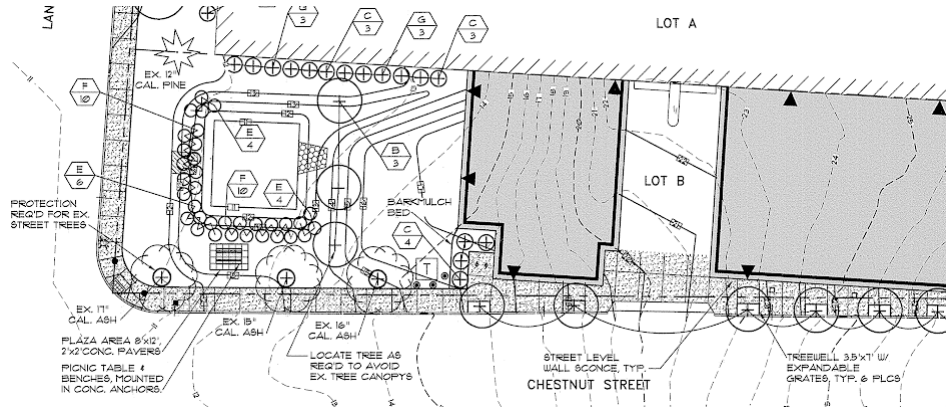 LOT A
LAN
G
3
C
3
G
3
C
3
EX. 12"
CAL. PINE
F
10
E
4
B
3
E
6
F
10
E
4
LOT B
PROTECTION
REQ'D FOR EX.
STREET TREES
BARKMULCH
BED
C
4
T
EX. 17"
CAL. ASH
EX. 15"
CAL. ASH
EX. 16"
CAL. ASH
PLAZA AREA 8'x12',
2'x2' CONC. PAVERS
PICNIC TABLE &
BENCHES, MOUNTED
IN CONC. ANCHORS.
LOCATE TREE AS
REQ'D TO AVOID
EX. TREE CANOPYS
STREET LEVEL
WALL SCONCE, TYP.
CHESTNUT STREET
TREEWELL 3.5'x7' W/
EXPANDABLE
GRATES, TYP. 6 PLCS